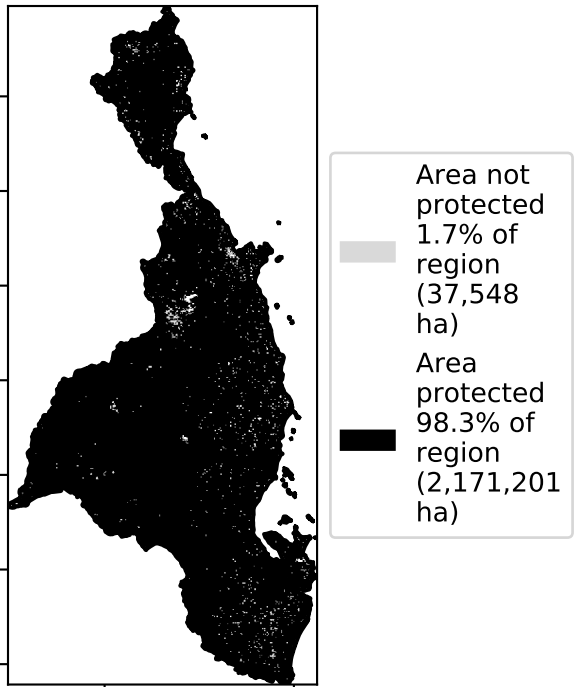 Area not
protected
1.7% of
region
(37,548
ha)
Area
protected
98.3% of
region
(2,171,201
ha)